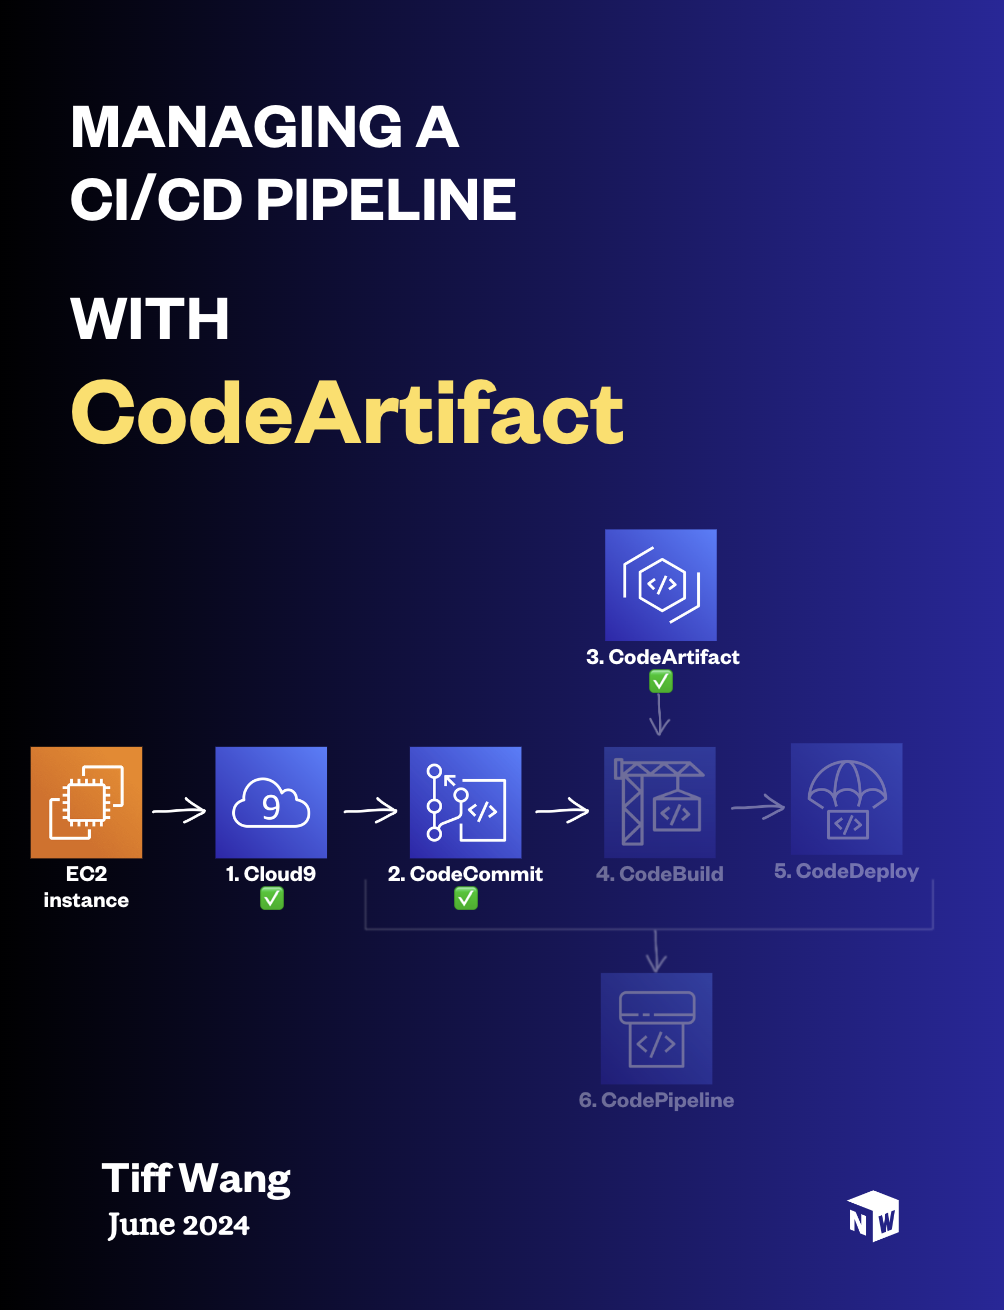 MANAGING A
CI/CD PIPELINE
WITH
CodeArtifact
</>
3. CodeArtifact
9
</>
</>
</>
EC2
instance
1. Cloud9
2. CodeCommit
4. CodeBuild
5. CodeDeploy
</>
6. CodePipeline
Tiff Wang
June 2024
NW